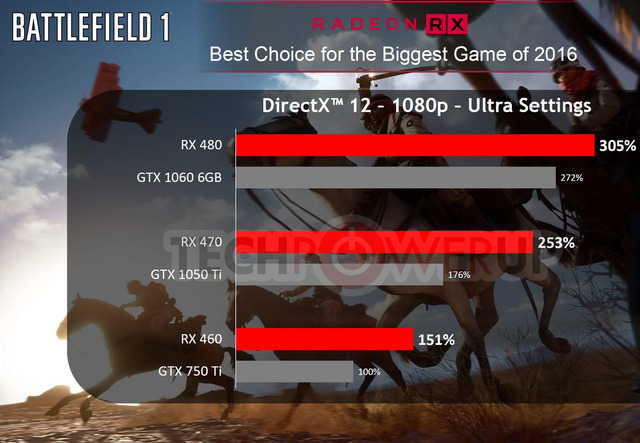 BATTLEFIELD 1
RADEON RX
Best Choice for the Biggest Game of 2016
DirectX™ 12 – 1080p – Ultra Settings
RX 480 305%
GTX 1060 6GB 272%
RX 470 253%
TECHPOWERUP
GTX 1050 Ti 176%
RX 460 151%
GTX 750 Ti 100%